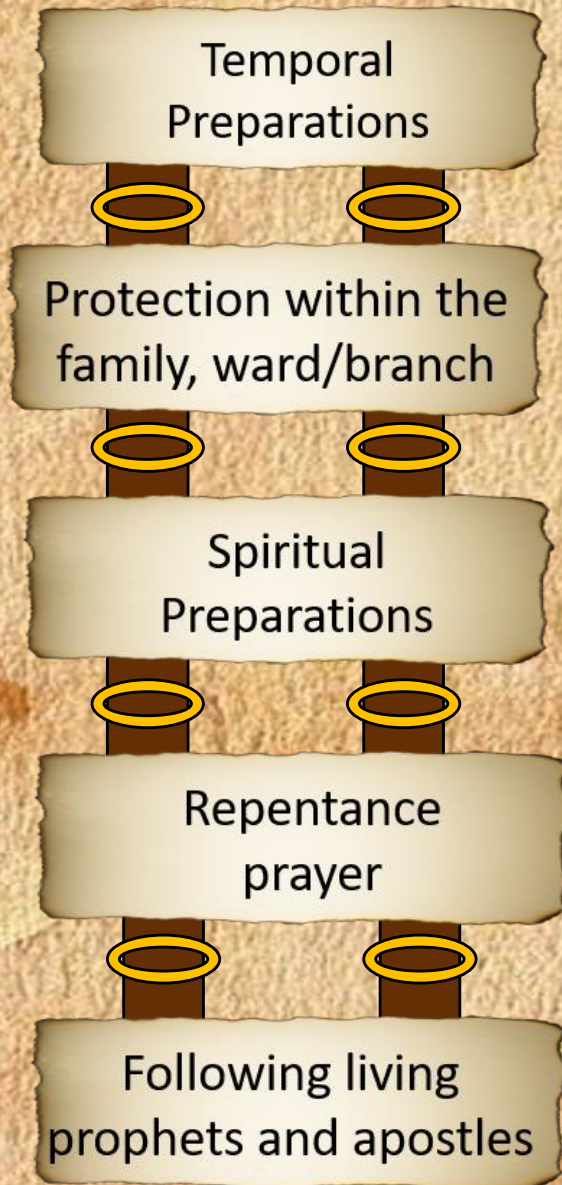 Temporal
Preparations
Protection within the
family, ward/branch
Spiritual
Preparations
Repentance
prayer
Following living
prophets and apostles